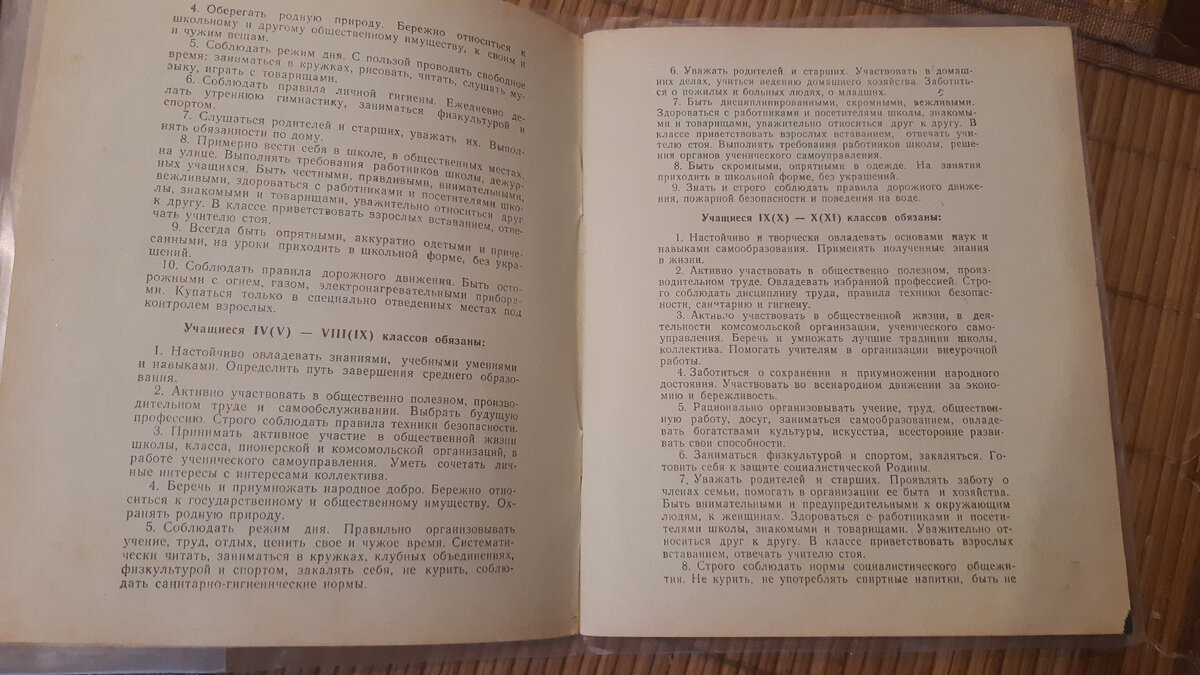 4. Оберегать родную природу. Бережно относиться к
школьному и другому общественному имуществу, к своим и
и чужим вещам.
5. Соблюдать режим дня. С пользой проводить свободное
время: заниматься в кружках, рисовать, читать, слушать му-
зыку, играть с товарищами.
6. Соблюдать правила личной гигиены. Ежедневно де-
лать утреннюю гимнастику, заниматься физкультурой и
спортом.
7. Слушаться родителей и старших, уважать их. Выпол-
нять обязанности по дому.
8. Примерно вести себя в школе, в общественных местах,
на улице. Выполнять требования работников школы, дежур-
ных учащихся. Быть честными, правдивыми, внимательными,
вежливыми, здороваться с работниками и посетителями шко-
лы, знакомыми и товарищами, уважительно относиться друг
к другу. В классе приветствовать взрослых вставанием, отве-
чать учителю стоя.
9. Всегда быть опрятными, аккуратно одетыми и приче-
санными, на уроки приходить в школьной форме, без укра-
шений.
10. Соблюдать правила дорожного движения. Быть осто-
рожными с огнем, газом, электронагревательными прибора-
ми. Купаться только в специально отведенных местах под
контролем взрослых.
Учащиеся IV(V) — VIII(IX) классов обязаны:
1. Настойчиво овладевать знаниями, учебными умениями
и навыками. Определить путь завершения среднего образо-
вания.
2. Активно участвовать в общественно полезном, произво-
дительном труде и самообслуживании. Выбрать будущую
профессию. Строго соблюдать правила техники безопасности.
3. Принимать активное участие в общественной жизни
школы, класса, пионерской и комсомольской организаций, в
работе ученического самоуправления. Уметь сочетать лич-
ные интересы с интересами коллектива.
4. Беречь и приумножать народное добро. Бережно отно-
ситься к государственному и общественному имуществу. Ох-
ранять родную природу.
5. Соблюдать режим дня. Правильно организовывать
учение, труд, отдых, ценить свое и чужое время. Системати-
чески читать, заниматься в кружках, клубных объединениях,
физкультурой и спортом, закалять себя, не курить, соблю-
дать санитарно-гигиенические нормы.
6. Уважать родителей и старших. Участвовать в домаш-
них делах, учиться ведению домашнего хозяйства. Заботить-
ся о пожилых и больных людях, о младших.
7. Быть дисциплинированными, скромными, вежливыми.
Здороваться с работниками и посетителями школы, знакомы-
ми и товарищами, уважительно относиться друг к другу. В
классе приветствовать взрослых вставанием, отвечать учи-
телю стоя. Выполнять требования работников школы, реше-
ния органов ученического самоуправления.
8. Быть скромными, опрятными в одежде. На занятия
приходить в школьной форме, без украшений.
9. Знать и строго соблюдать правила дорожного движе-
ния, пожарной безопасности и поведения на воде.
Учащиеся IX(X) — X(XI) классов обязаны:
1. Настойчиво и творчески овладевать основами наук и
навыками самообразования. Применять полученные знания
в жизни.
2. Активно участвовать в общественно полезном, произ-
водительном труде. Овладевать избранной профессией. Стро-
го соблюдать дисциплину труда, правила техники безопас-
ности, санитарию и гигиену.
3. Активно участвовать в общественной жизни, в дея-
тельности комсомольской организации, ученического само-
управления. Беречь и умножать лучшие традиции школы,
коллектива. Помогать учителям в организации внеурочной
работы.
4. Заботиться о сохранении и приумножении народного
достояния. Участвовать во всенародном движении за эконо-
мию и бережливость.
5. Рационально организовывать учение, труд, обществен-
ную работу, досуг, заниматься самообразованием, овладе-
вать богатствами культуры, искусства, всесторонне разви-
вать свои способности.
6. Заниматься физкультурой и спортом, закаляться. Го-
товить себя к защите социалистической Родины.
7. Уважать родителей и старших. Проявлять заботу о
членах семьи, помогать в организации ее быта и хозяйства.
Быть внимательными и предупредительными к окружающим
людям, к женщинам. Здороваться с работниками и посети-
телями школы, знакомыми и товарищами. Уважительно от-
носиться друг к другу. В классе приветствовать взрослых
вставанием, отвечать учителю стоя.
8. Строго соблюдать нормы социалистического общежи-
тия. Не курить, не употреблять спиртные напитки, быть не